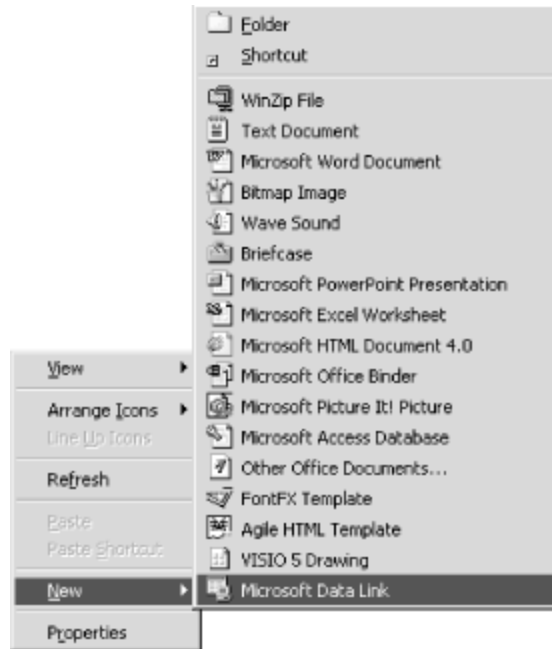 Folder
Shortcut
WinZip File
Text Document
Microsoft Word Document
Bitmap Image
Wave Sound
Briefcase
Microsoft PowerPoint Presentation
Microsoft Excel Worksheet
Microsoft HTML Document 4.0
Microsoft Office Binder
Microsoft Picture It! Picture
Microsoft Access Database
Other Office Documents...
FontFX Template
Agile HTML Template
VISIO 5 Drawing
Microsoft Data Link
View
Arrange Icons
Line Up Icons
Refresh
Paste
Paste Shortcut
New
Properties